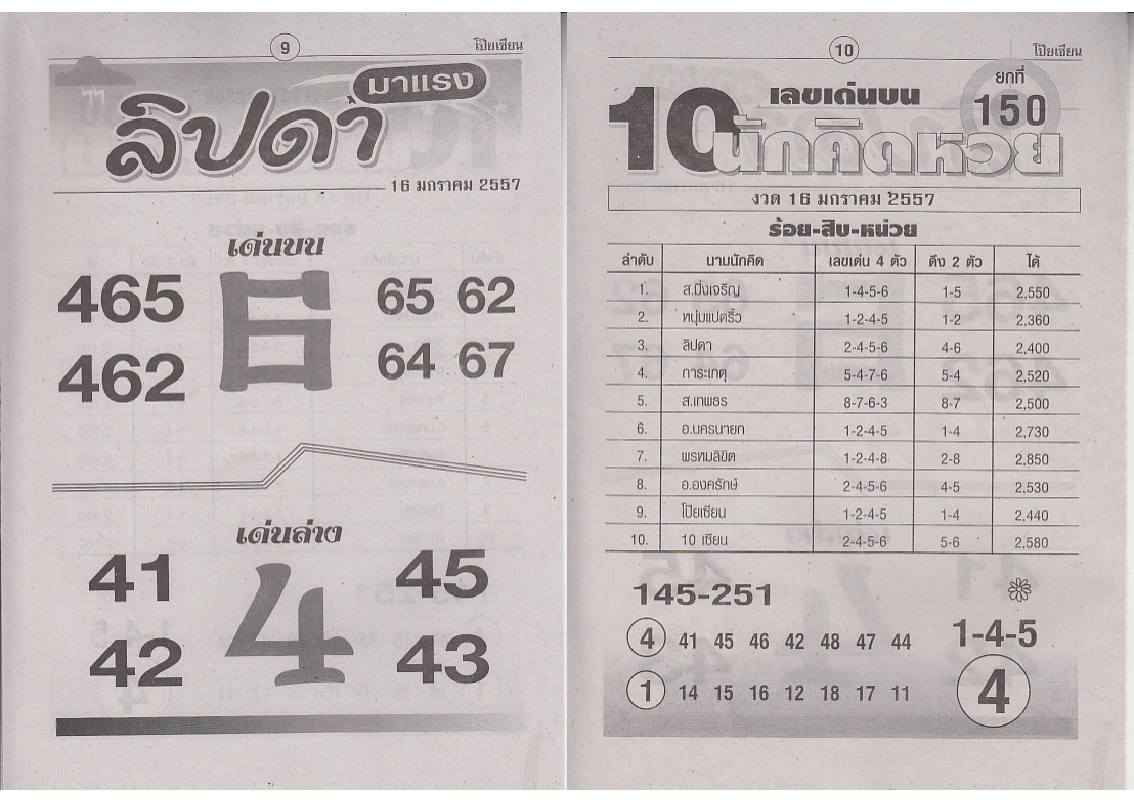 9
โป๊ยเซียน
มาแรง
ลิปดา
16 มกราคม 2557
เด่นบน
465 6 65 62
462 64 67
เด่นล่าง
41 4 45
42 43
10
โป๊ยเซียน
ยกที่
150
10 เลขเด่นบน
นักคิดหวย
งวด 16 มกราคม 2557
ร้อย-สิบ-หน่วย
ลำดับ นามนักคิด เลขเด่น 4 ตัว ดึง 2 ตัว ได้
1. ส.มิ่งเจริญ 1-4-5-6 1-5 2,550
2. หนุ่มแปดริ้ว 1-2-4-5 1-2 2,360
3. ลิปดา 2-4-5-6 4-6 2,400
4. การะเกตุ 5-4-7-6 5-4 2,520
5. ส.เทพธร 8-7-6-3 8-7 2,500
6. อ.นครนายก 1-2-4-5 1-4 2,730
7. พรหมลิขิต 1-2-4-8 2-8 2,850
8. อ.องครักษ์ 2-4-5-6 4-5 2,530
9. โป๊ยเซียน 1-2-4-5 1-4 2,440
10. 10 เซียน 2-4-5-6 5-6 2,580
145-251
4 41 45 46 42 48 47 44
1 14 15 16 12 18 17 11
1-4-5
4